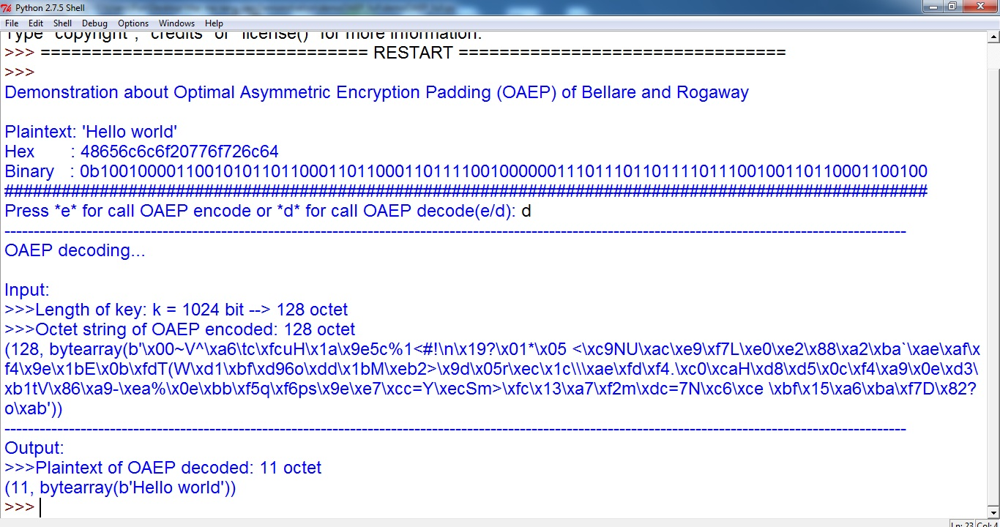 Python 2.7.5 Shell
File Edit Shell Debug Options Windows Help
Type "copyright", "credits" or "license()" for more information.
>>> ================================ RESTART ================================
>>>
Demonstration about Optimal Asymmetric Encryption Padding (OAEP) of Bellare and Rogaway
Plaintext: 'Hello world'
Hex : 48656c6c6f20776f726c64
Binary : 0b100100001100101011011000110110001101111001000000111011101101111011100100110110001100100
#################################################################################################
Press *e* for call OAEP encode or *d* for call OAEP decode(e/d): d
----------------------------------------------------------------------------------------------------------------------------------------------------------
OAEP decoding...
Input:
>>>Length of key: k = 1024 bit --> 128 octet
>>>Octet string of OAEP encoded: 128 octet
(128, bytearray(b'\x00~V^\xa6\tc\xfcuH\x1a\x9e5c%1<#!\n\x19?\x01*\x05 <\xc9NU\xac\xe9\xf7L\xe0\xe2\x88\xa2\xba`\xae\xaf\x
f4\x9e\x1bE\x0b\xfdT(W\xd1\xbf\xd96o\xdd\x1bM\xeb2>\x9d\x05r\xec\x1c\\\xae\xfd\xf4.\xc0\xcaH\xd8\xd5\x0c\xf4\xa9\x0e\xd3\
xb1tV\x86\xa9-\xea%\x0e\xbb\xf5q\xf6ps\x9e\xe7\xcc=Y\xecSm>\xfc\x13\xa7\xf2m\xdc=7N\xc6\xce \xbf\x15\xa6\xba\xf7D\x82?
o\xab'))
----------------------------------------------------------------------------------------------------------------------------------------------------------
Output:
>>>Plaintext of OAEP decoded: 11 octet
(11, bytearray(b'Hello world'))
>>>
Ln: 23 Col: 4